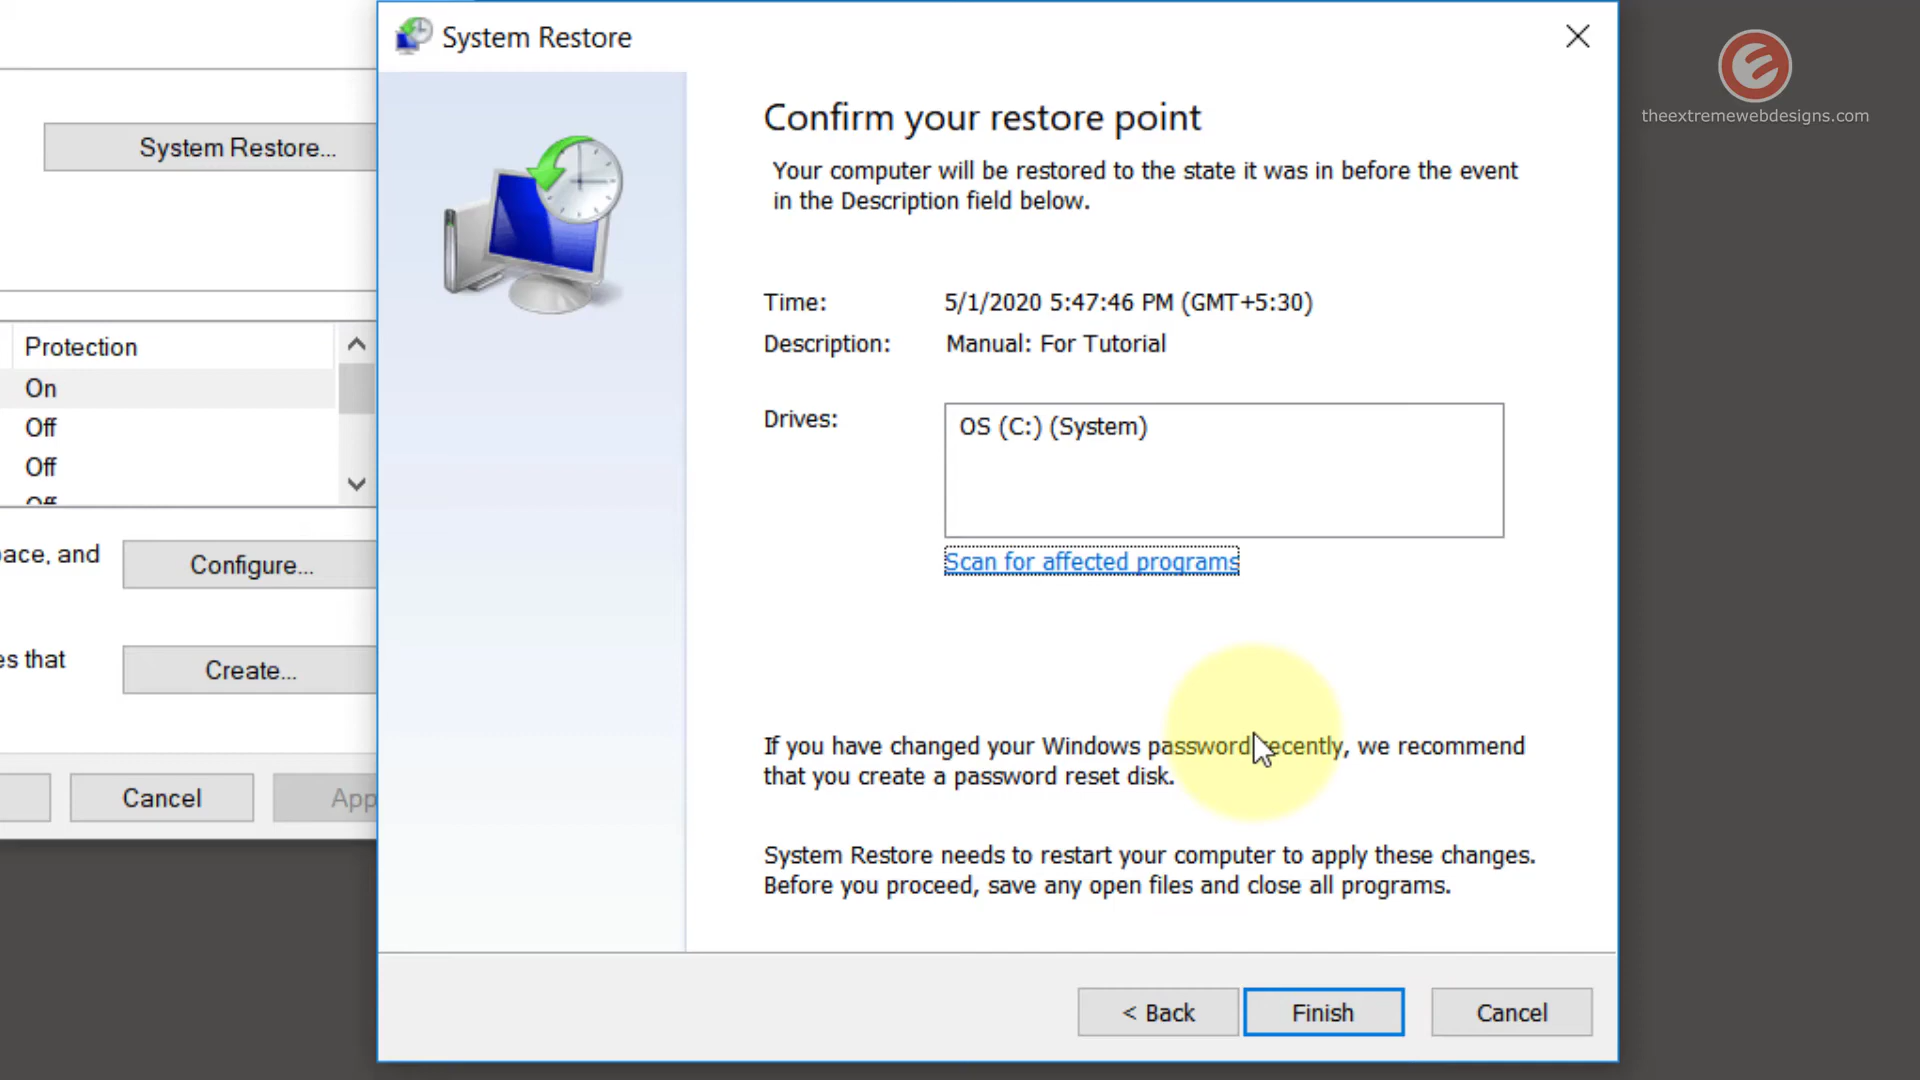 System Restore
theextremewebdesigns.com
System Restore...
Confirm your restore point
Your computer will be restored to the state it was in before the event
in the Description field below.
Time: 5/1/2020 5:47:46 PM (GMT+5:30)
Description: Manual: For Tutorial
Protection
On
Off
Off
Off
Drives: OS (C:) (System)
Scan for affected programs
and
Configure...
that
Create...
If you have changed your Windows password recently, we recommend
that you create a password reset disk.
Cancel
System Restore needs to restart your computer to apply these changes.
Before you proceed, save any open files and close all programs.
< Back
Finish
Cancel